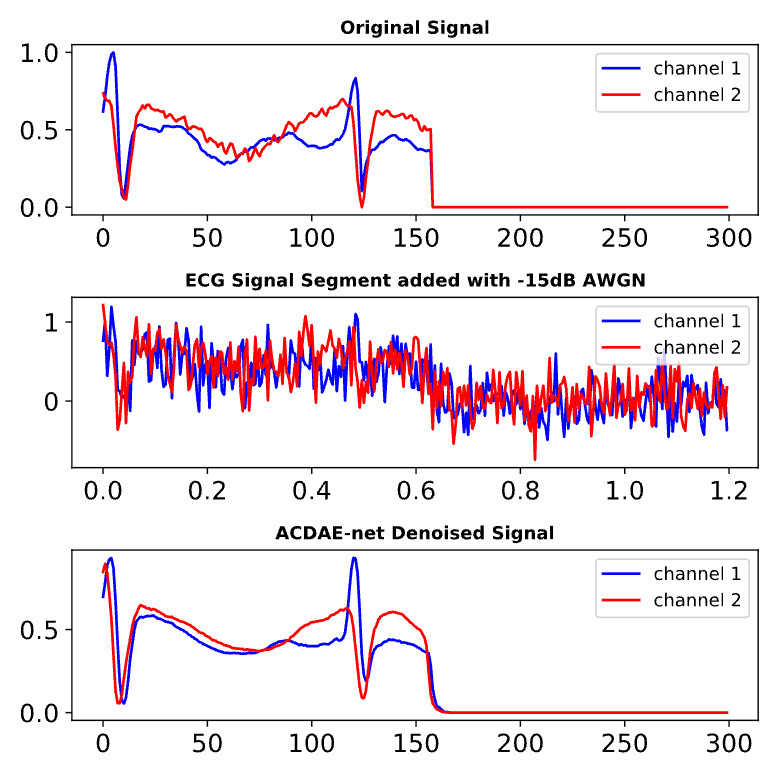 Original Signal
1.0
0.5
0.0
channel 1
channel 2
0 50 100 150 200 250 300
ECG Signal Segment added with -15dB AWGN
1
0
channel 1
channel 2
0.0 0.2 0.4 0.6 0.8 1.0 1.2
ACDAE-net Denoised Signal
0.5
0.0
channel 1
channel 2
0 50 100 150 200 250 300